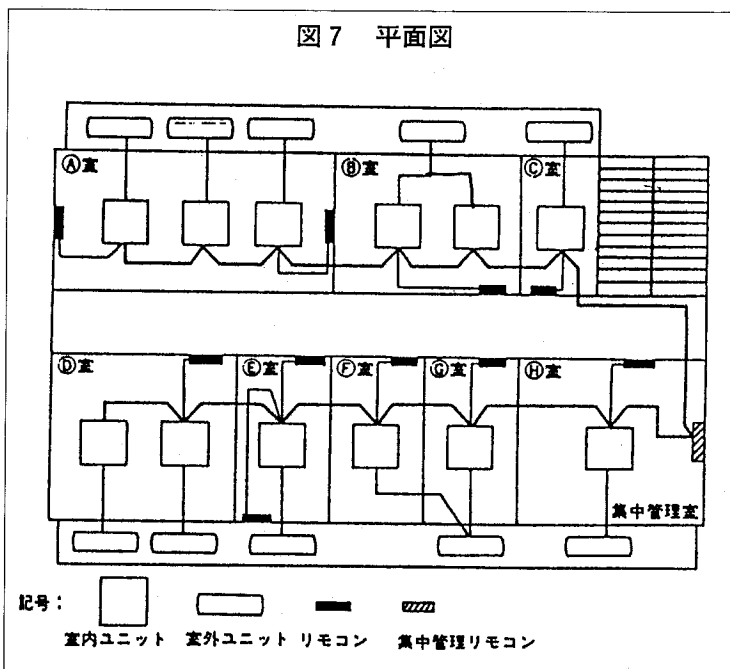 図7 平面図
Ⓐ室
Ⓑ室
Ⓒ室
Ⓓ室
Ⓔ室
Ⓕ室
Ⓖ室
Ⓗ室
集中管理室
記号：
室内ユニット 室外ユニット リモコン 集中管理リモコン